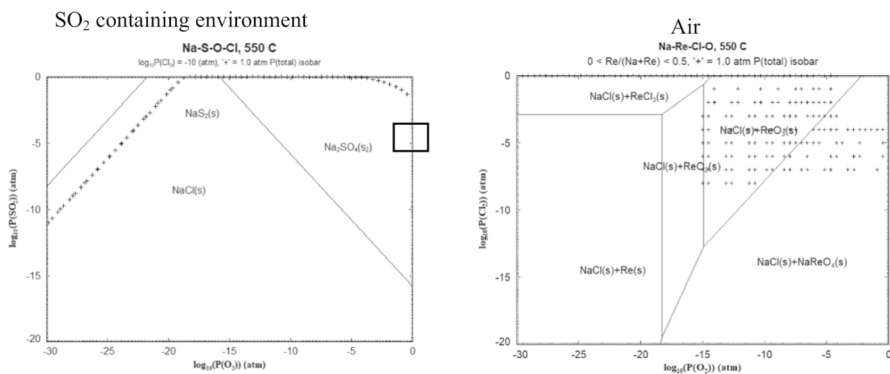 SO₂ containing environment
Na-S-O-Cl, 550 C
log₁₀P(Cl₂) = -10 (atm), '+' = 1.0 atm P(total) isobar
0
-5
-10
-15
-20
log₁₀(P(SO₂)) (atm)
NaS₂(s)
Na₂SO₄(s₂)
NaCl(s)
-30
-25
-20
-15
-10
-5
0
log₁₀(P(O₂)) (atm)
Air
Na-Re-Cl-O, 550 C
0 < Re/(Na+Re) < 0.5, '+' = 1.0 atm P(total) isobar
0
-5
-10
-15
-20
log₁₀(P(Cl₂)) (atm)
NaCl(s)+ReCl₃(s)
NaCl(s)+ReO₃(s)
NaCl(s)+Re(s)
NaCl(s)+NaReO₄(s)
-30
-25
-20
-15
-10
-5
0
log₁₀(P(O₂)) (atm)